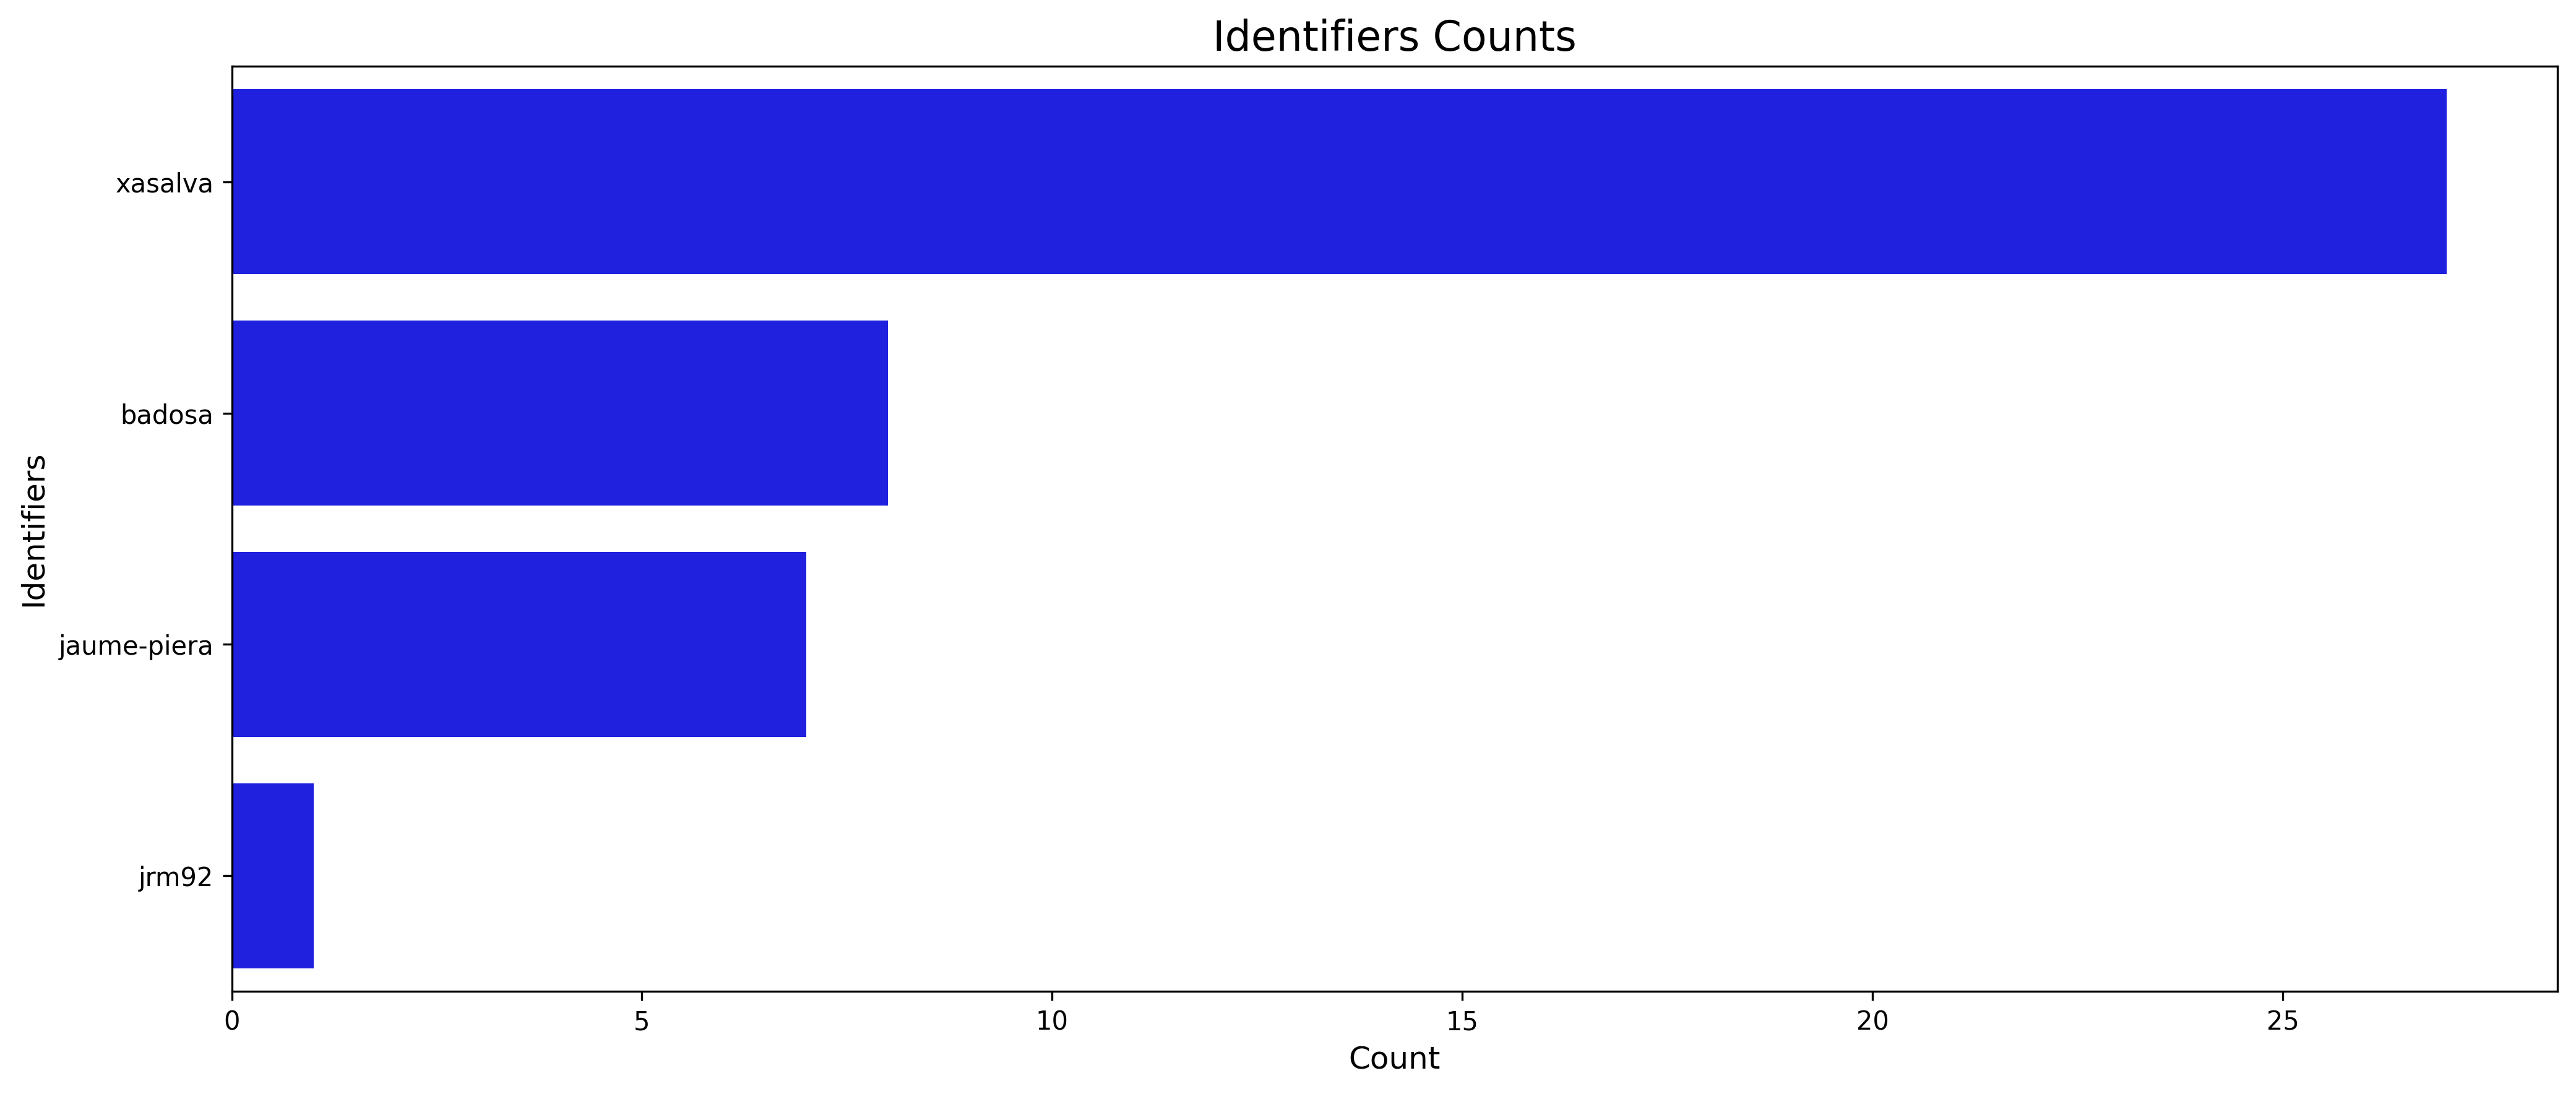 Identifiers Counts
xasalva
badosa
jaume-piera
jrm92
Identifiers
0 5 10 15 20 25
Count